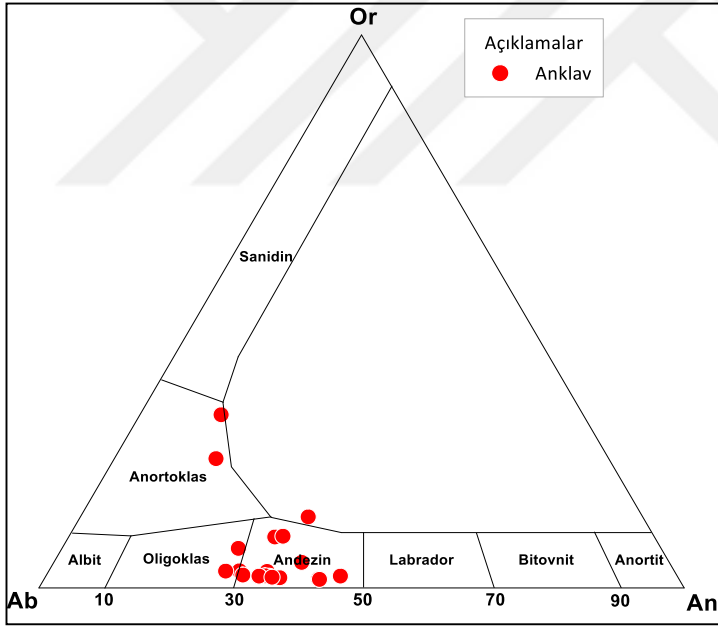 Or
Açıklamalar
Anklav
Sanidin
Anortoklas
Albit
Oligoklas
Andezin
Labrador
Bitovnit
Anortit
Ab
10
30
50
70
90
An